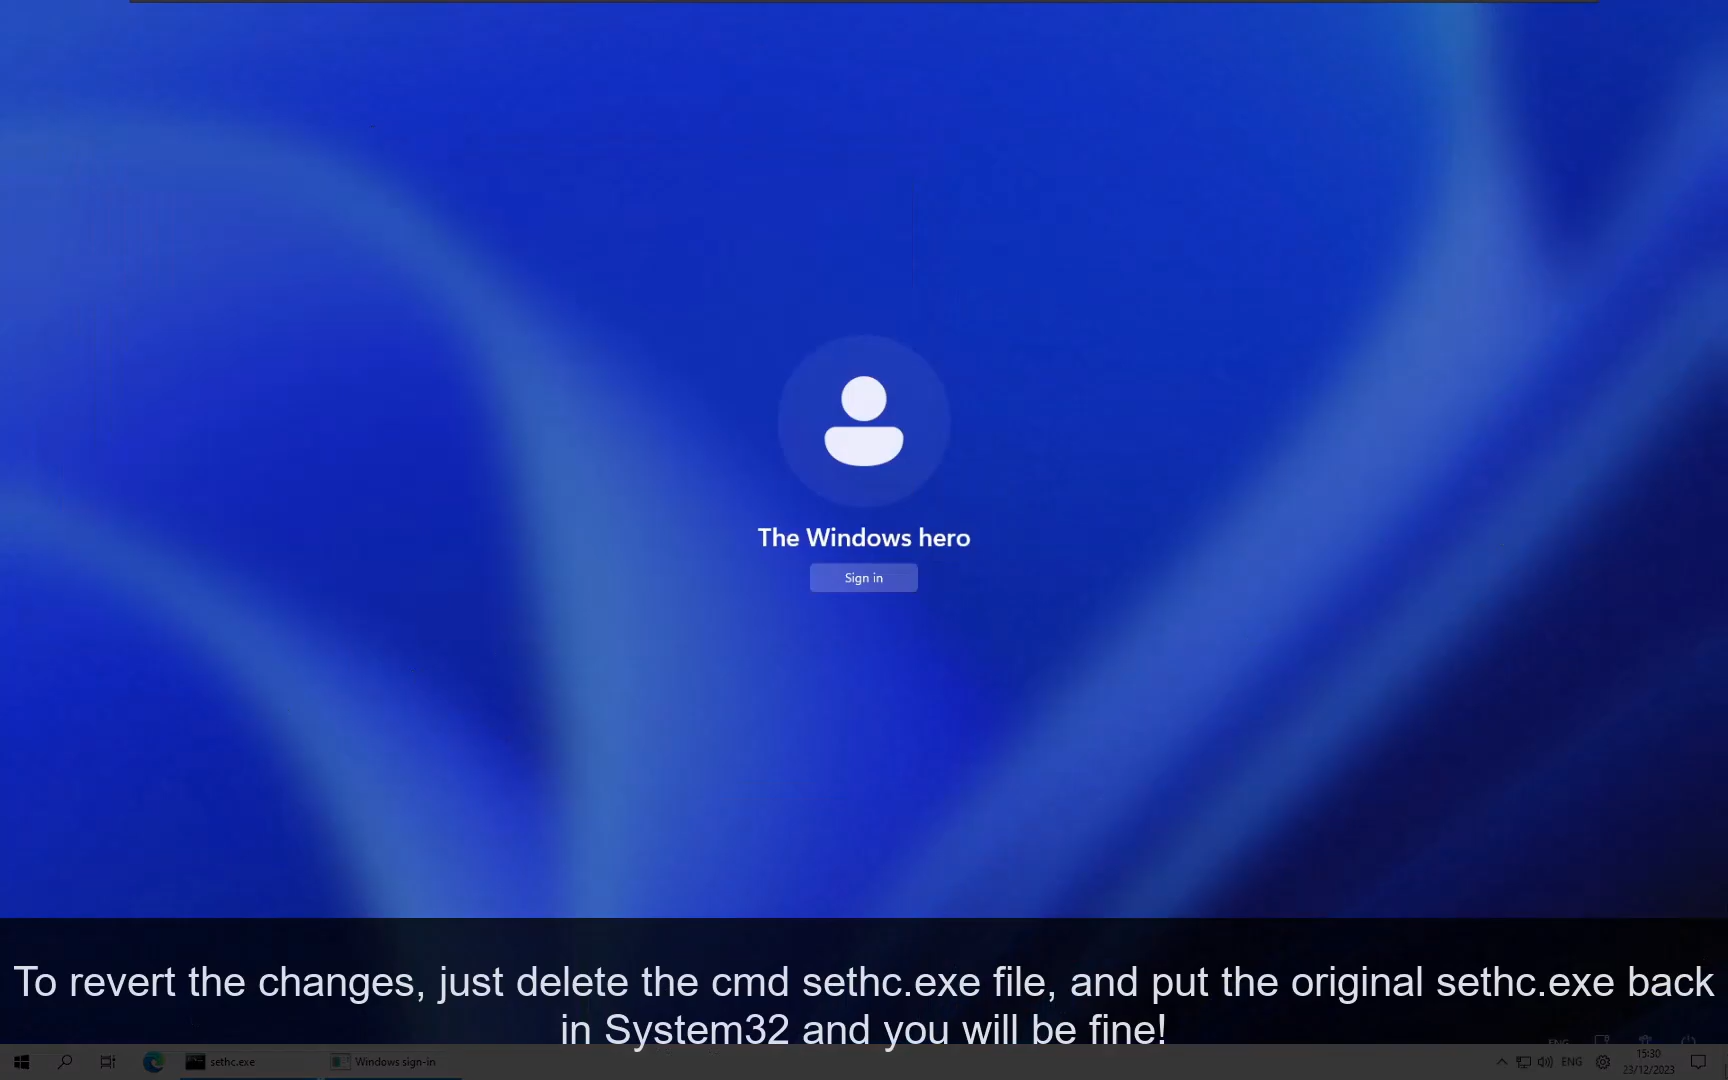 The Windows hero
Sign in
To revert the changes, just delete the cmd sethc.exe file, and put the original sethc.exe back
in System32 and you will be fine!
ENG
sethc.exe
Windows sign-in
ENG
15:30
23/12/2023